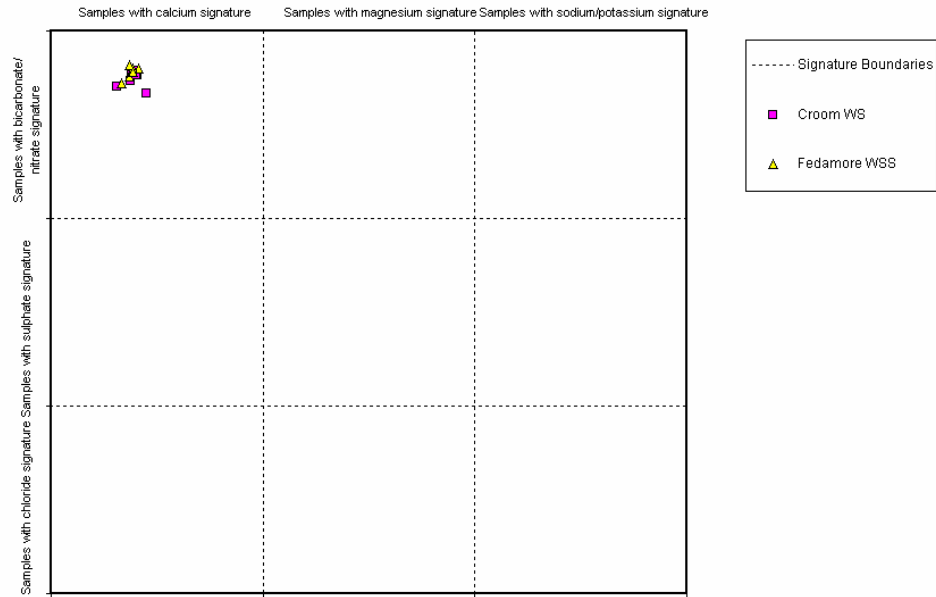 Samples with calcium signature
Samples with magnesium signature
Samples with sodium/potassium signature
Samples with bicarbonate/
nitrate signature
Samples with sulphate signature
Samples with chloride signature
Signature Boundaries
Croom WS
Fedamore WSS